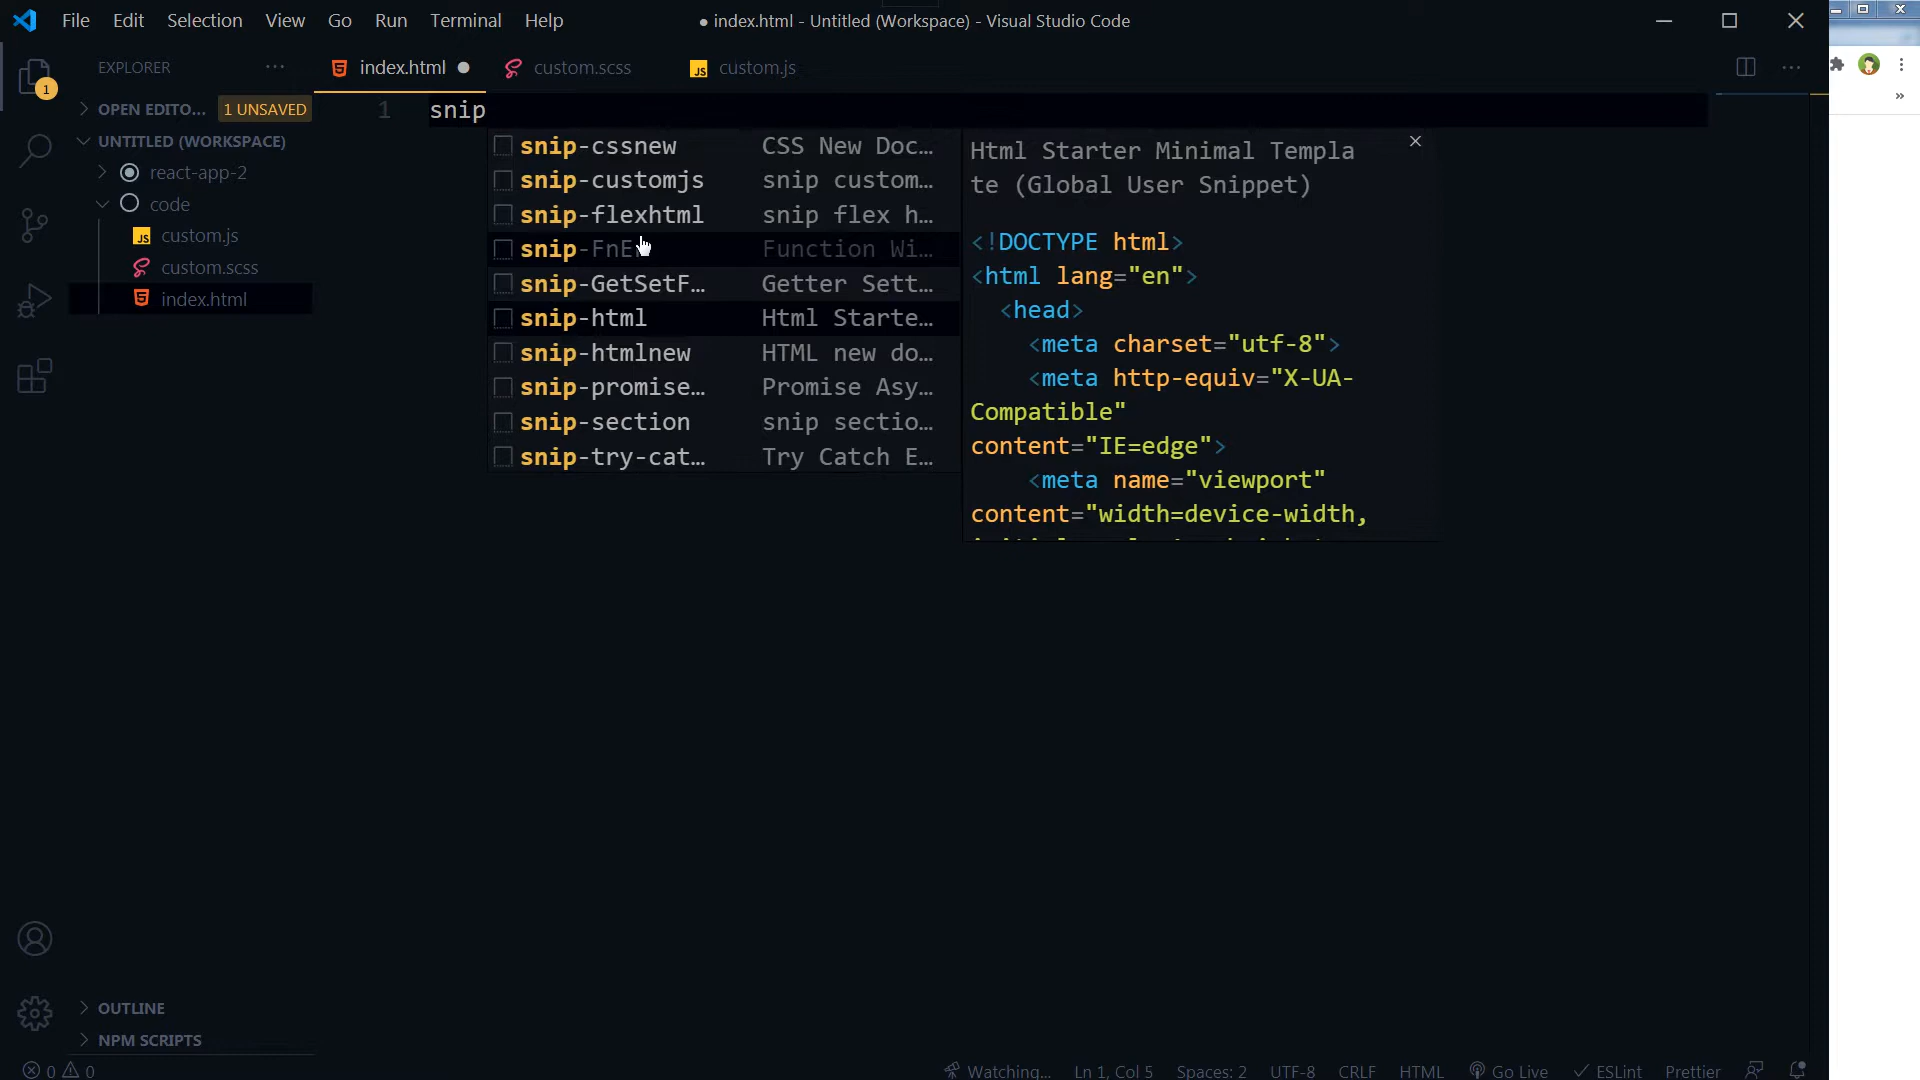 File Edit Selection View Go Run Terminal Help
● index.html - Untitled (Workspace) - Visual Studio Code
EXPLORER ···
index.html ●
custom.scss
custom.js
1
OPEN EDITO... 1 UNSAVED
UNTITLED (WORKSPACE)
react-app-2
code
JS custom.js
custom.scss
index.html
1 snip
snip-cssnew CSS New Doc...
snip-customjs snip custom...
snip-flexhtml snip flex h...
Function Wi...
snip-GetSetF... Getter Sett...
snip-html Html Starte...
snip-htmlnew HTML new do...
snip-promise... Promise Asy...
snip-section snip sectio...
snip-try-cat... Try Catch E...
Html Starter Minimal Templa
te (Global User Snippet)
<!DOCTYPE html>
<html lang="en">
<head>
<meta charset="utf-8">
<meta http-equiv="X-UA-
Compatible"
content="IE=edge">
<meta name="viewport"
content="width=device-width,
OUTLINE
NPM SCRIPTS
0 0
Watching... Ln 1, Col 5 Spaces: 2 UTF-8 CRLF HTML Go Live ESLint Prettier